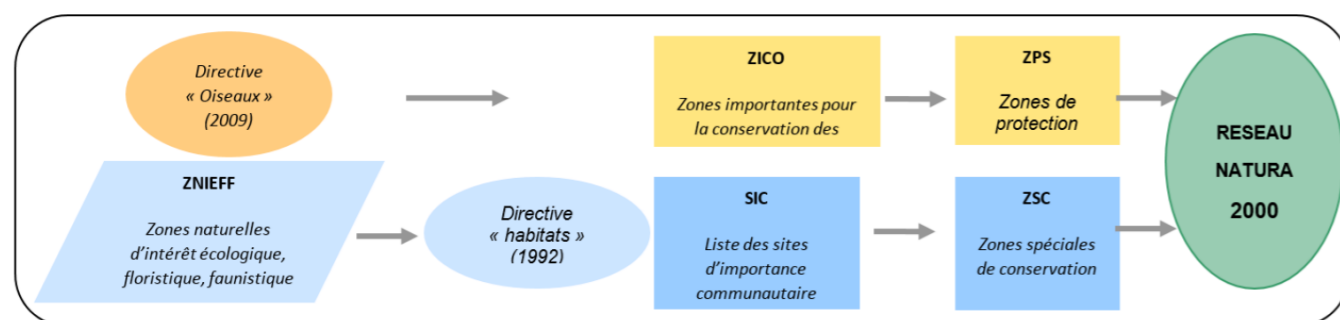 Directive
« Oiseaux »
(2009)
ZICO
Zones importantes pour
la conservation des
ZPS
Zones de
protection
RESEAU
NATURA
2000
ZNIEFF
Zones naturelles
d'intérêt écologique,
floristique, faunistique
Directive
« habitats »
(1992)
SIC
Liste des sites
d'importance
communautaire
ZSC
Zones spéciales
de conservation